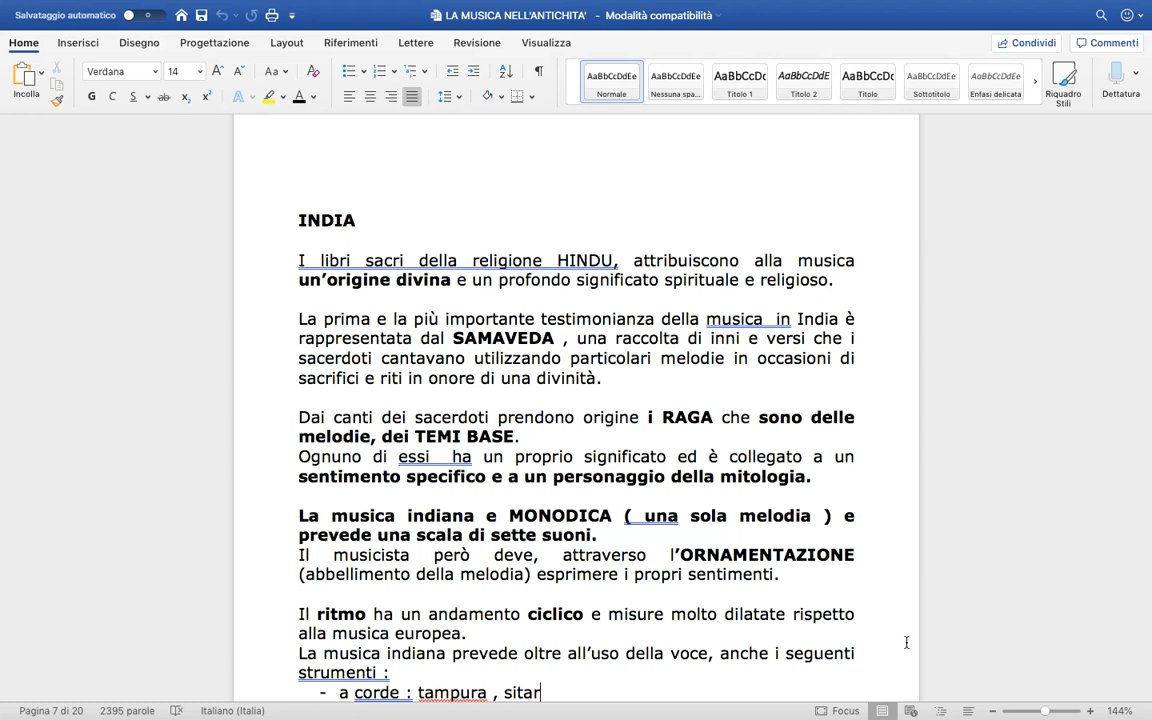 Salvataggio automatico
LA MUSICA NELL'ANTICHITA' - Modalità compatibilità
Home Inserisci Disegno Progettazione Layout Riferimenti Lettere Revisione Visualizza
Condividi Commenti
Incolla
Verdana 14
AaBbCcDdEe Normale
AaBbCcDdEe Nessuna spa...
AaBbCcDc Titolo 1
AaBbCcDdE Titolo 2
AaBbCcDc Titolo
AaBbCcDdEe Sottotitolo
AaBbCcDdEe Enfasi delicata
Riquadro Stili
Dettatura
INDIA
I libri sacri della religione HINDU, attribuiscono alla musica
un'origine divina e un profondo significato spirituale e religioso.
La prima e la più importante testimonianza della musica in India è
rappresentata dal SAMAVEDA , una raccolta di inni e versi che i
sacerdoti cantavano utilizzando particolari melodie in occasioni di
sacrifici e riti in onore di una divinità.
Dai canti dei sacerdoti prendono origine i RAGA che sono delle
melodie, dei TEMI BASE.
Ognuno di essi ha un proprio significato ed è collegato a un
sentimento specifico e a un personaggio della mitologia.
La musica indiana e MONODICA ( una sola melodia ) e
prevede una scala di sette suoni.
Il musicista però deve, attraverso l'ORNAMENTAZIONE
(abbellimento della melodia) esprimere i propri sentimenti.
Il ritmo ha un andamento ciclico e misure molto dilatate rispetto
alla musica europea.
La musica indiana prevede oltre all'uso della voce, anche i seguenti
strumenti :
- a corde : tampura , sitar
Pagina 7 di 20 2395 parole Italiano (Italia) Focus 144%